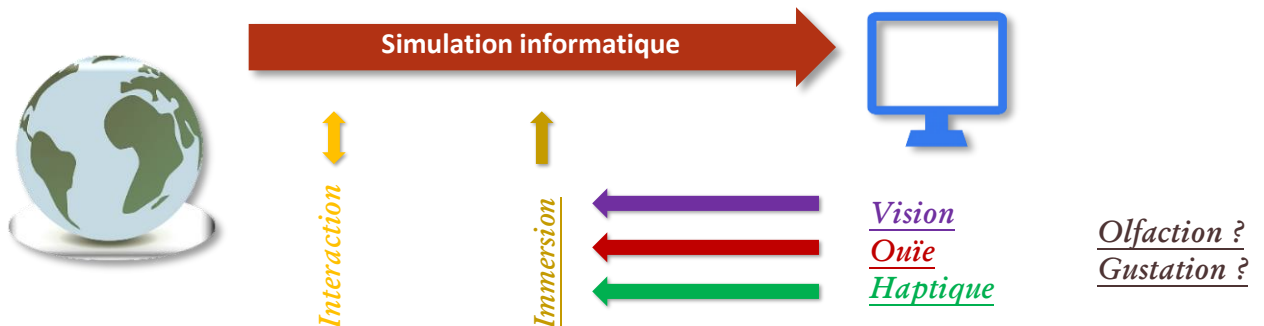 Simulation informatique
Interaction
Immersion
Vision
Ouïe
Haptique
Olfaction ?
Gustation ?